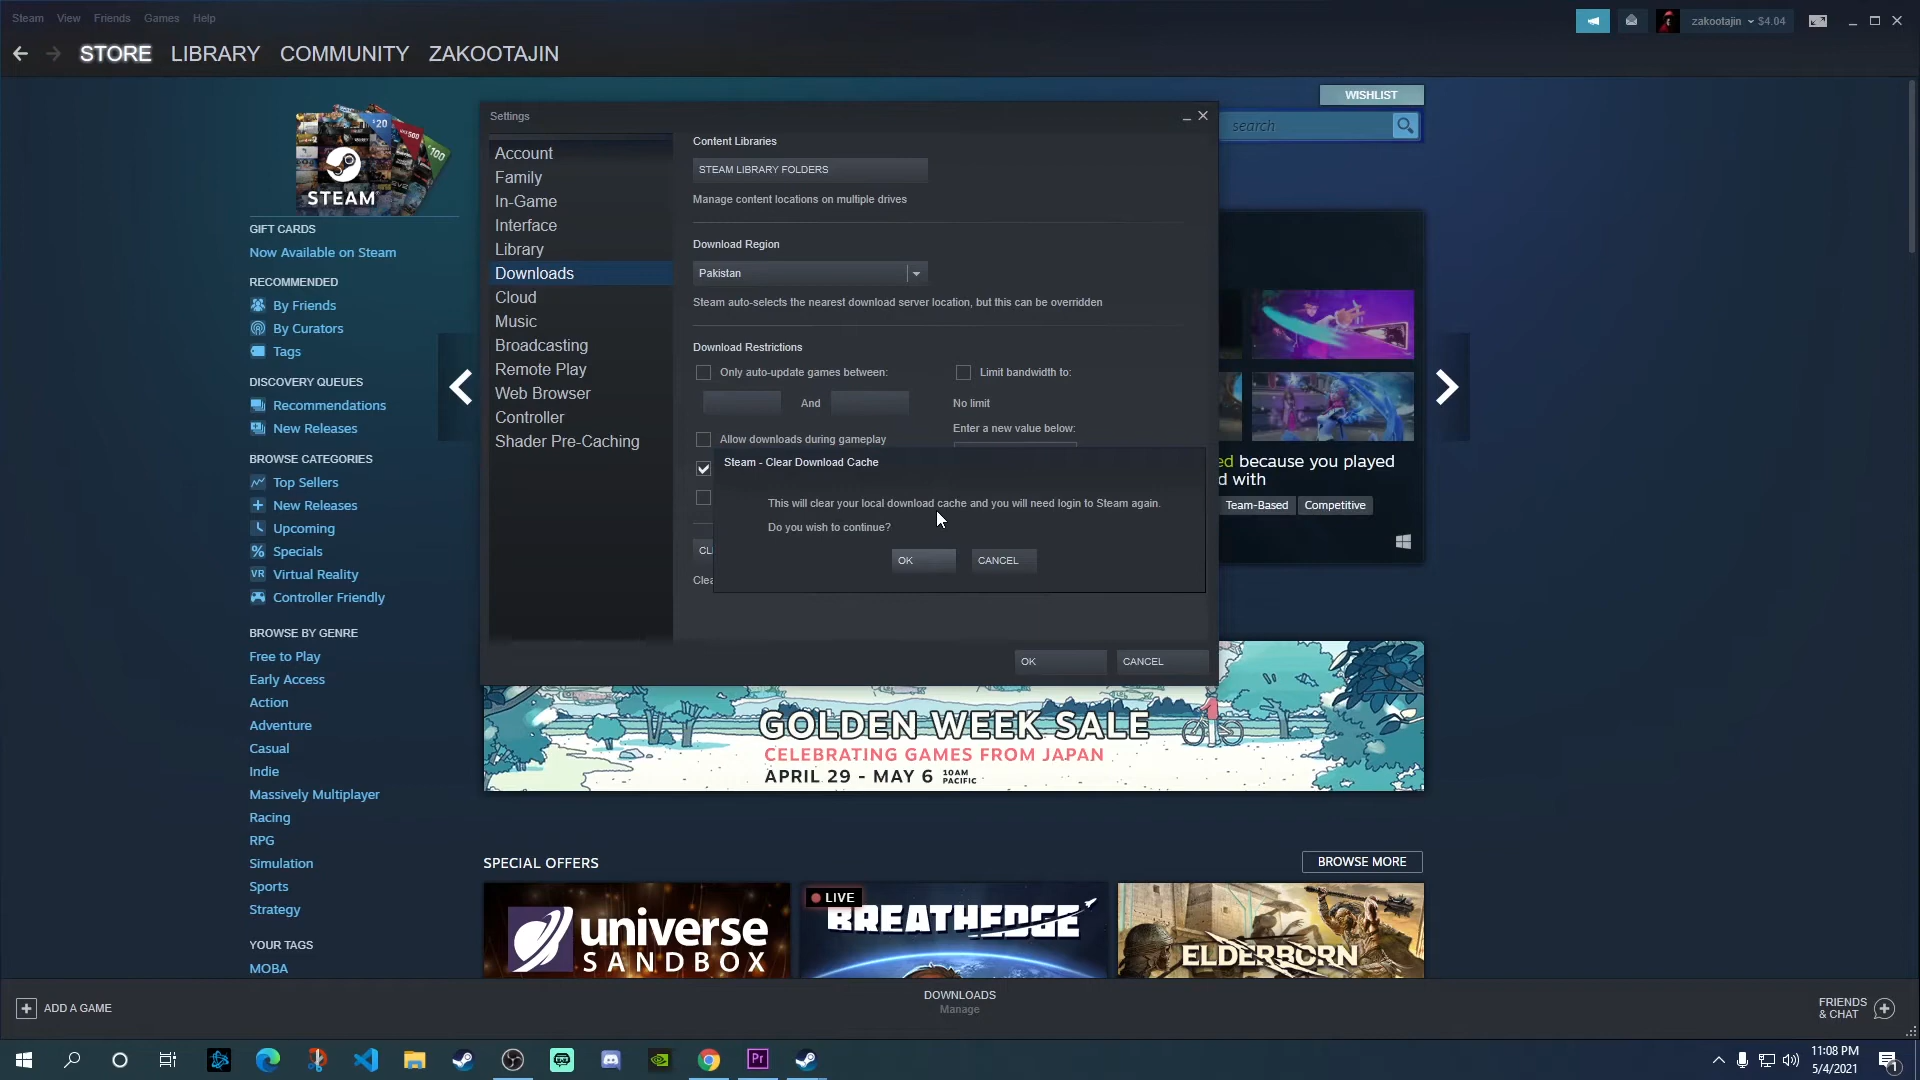 Steam View Friends Games Help
zakootajin $4.04
STORE LIBRARY COMMUNITY ZAKOOTAJIN
WISHLIST
search
STEAM
GIFT CARDS
Now Available on Steam
RECOMMENDED
By Friends
By Curators
Tags
DISCOVERY QUEUES
Recommendations
New Releases
BROWSE CATEGORIES
Top Sellers
New Releases
Upcoming
Specials
VR Virtual Reality
Controller Friendly
BROWSE BY GENRE
Free to Play
Early Access
Action
Adventure
Casual
Indie
Massively Multiplayer
Racing
RPG
Simulation
Sports
Strategy
YOUR TAGS
MOBA
Settings
Account
Family
In-Game
Interface
Library
Downloads
Cloud
Music
Broadcasting
Remote Play
Web Browser
Controller
Shader Pre-Caching
Content Libraries
STEAM LIBRARY FOLDERS
Manage content locations on multiple drives
Download Region
Pakistan
Steam auto-selects the nearest download server location, but this can be overridden
Download Restrictions
Only auto-update games between:
And
Limit bandwidth to:
No limit
Enter a new value below:
Allow downloads during gameplay
Steam - Clear Download Cache
This will clear your local download cache and you will need login to Steam again.
Do you wish to continue?
OK CANCEL
CL
Clea
OK CANCEL
ed because you played
d with
Team-Based Competitive
GOLDEN WEEK SALE
CELEBRATING GAMES FROM JAPAN
APRIL 29 - MAY 6 10AM PACIFIC
SPECIAL OFFERS
BROWSE MORE
universe
SANDBOX
LIVE
BREATHEDGE
ELDERBORN
ADD A GAME
DOWNLOADS
Manage
FRIENDS
& CHAT
Pr
11:08 PM
5/4/2021
1